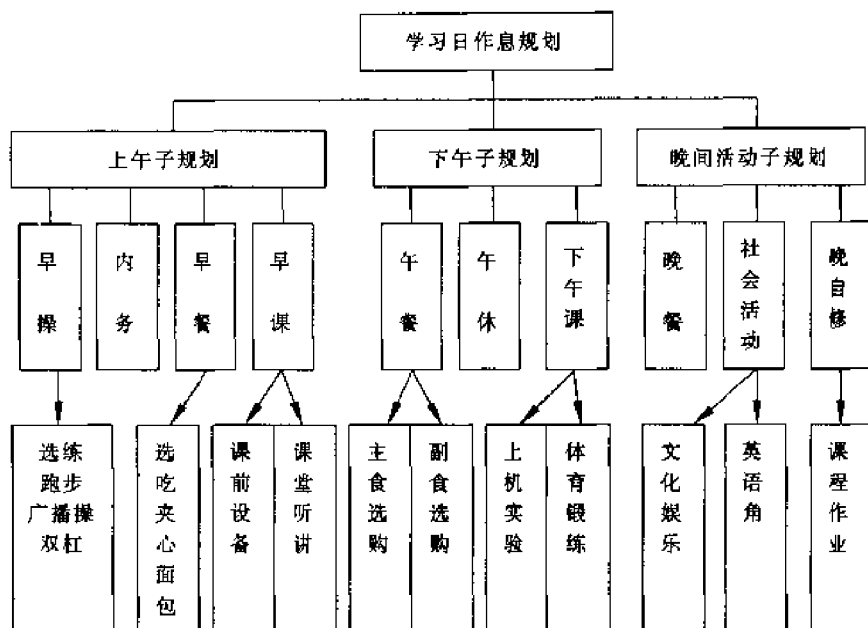 学习日作息规划
上午子规划
下午子规划
晚间活动子规划
早操
内务
早餐
早课
午餐
午休
下午课
晚餐
社会活动
晚自修
选练
跑步
广播操
双杠
选吃夹心面包
课前设备
课堂听讲
主食选购
副食选购
上机实验
体育锻练
文化娱乐
英语角
课程作业